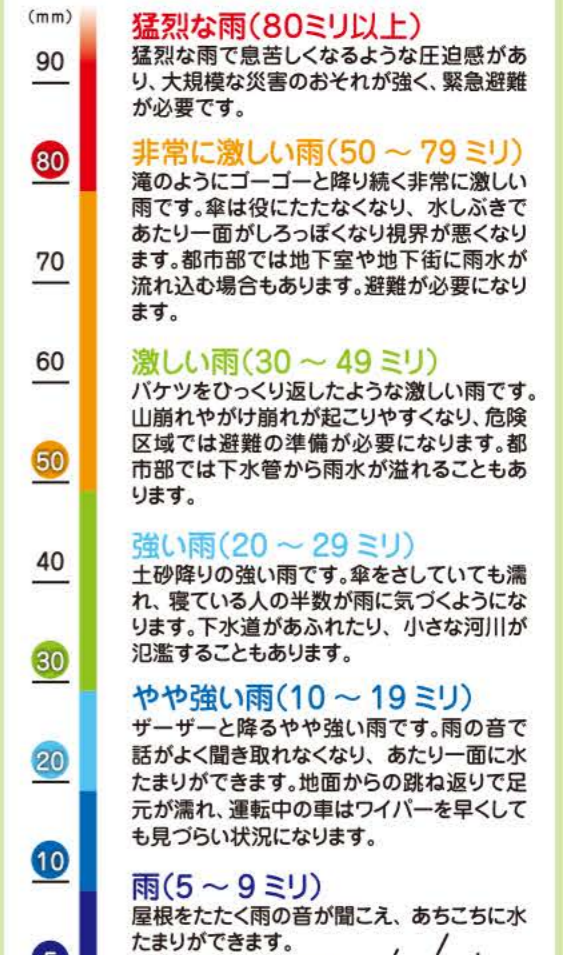 (mm)
90
80
70
60
50
40
30
20
10
猛烈な雨(80ミリ以上)
猛烈な雨で息苦しくなるような圧迫感があ
り、大規模な災害のおそれが強く、緊急避難
が必要です。
非常に激しい雨(50 ～ 79 ミリ)
滝のようにゴーゴーと降り続く非常に激しい
雨です。傘は役にたたなくなり、水しぶきで
あたり一面がしろっぽくなり視界が悪くなり
ます。都市部では地下室や地下街に雨水が
流れ込む場合もあります。避難が必要になり
ます。
激しい雨(30 ～ 49 ミリ)
バケツをひっくり返したような激しい雨です。
山崩れやがけ崩れが起こりやすくなり、危険
区域では避難の準備が必要になります。都
市部では下水管から雨水が溢れることもあ
ります。
強い雨(20 ～ 29 ミリ)
土砂降りの強い雨です。傘をさしていても濡
れ、寝ている人の半数が雨に気づくようにな
ります。下水道があふれたり、小さな河川が
氾濫することもあります。
やや強い雨(10 ～ 19 ミリ)
ザーザーと降るやや強い雨です。雨の音で
話がよく聞き取れなくなり、あたり一面に水
たまりができます。地面からの跳ね返りで足
元が濡れ、運転中の車はワイパーを早くして
も見づらい状況になります。
雨(5 ～ 9 ミリ)
屋根をたたく雨の音が聞こえ、あちこちに水
たまりができます。